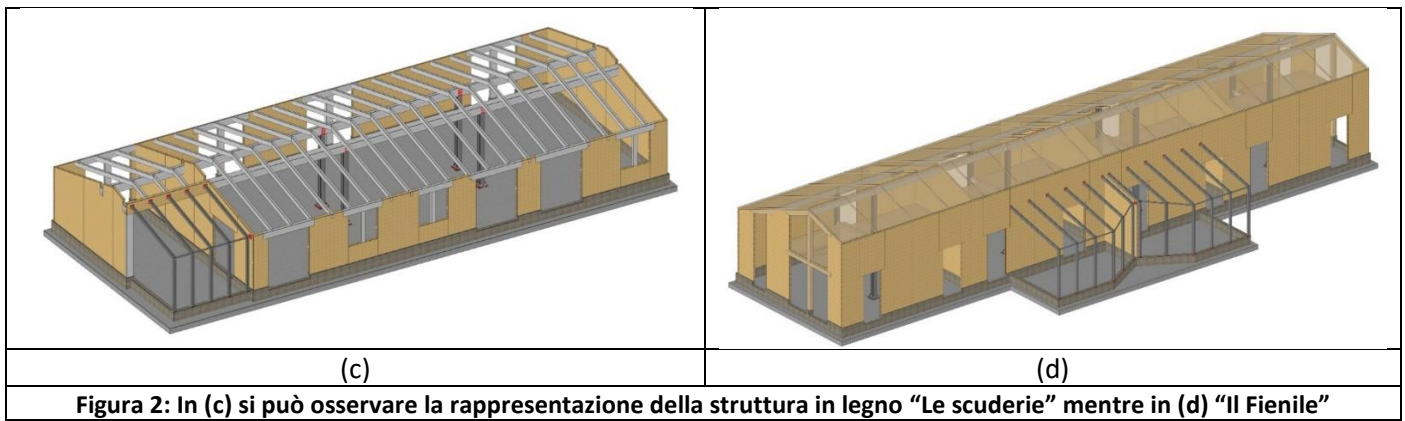 (c)
(d)
Figura 2: In (c) si può osservare la rappresentazione della struttura in legno “Le scuderie” mentre in (d) “Il Fienile”